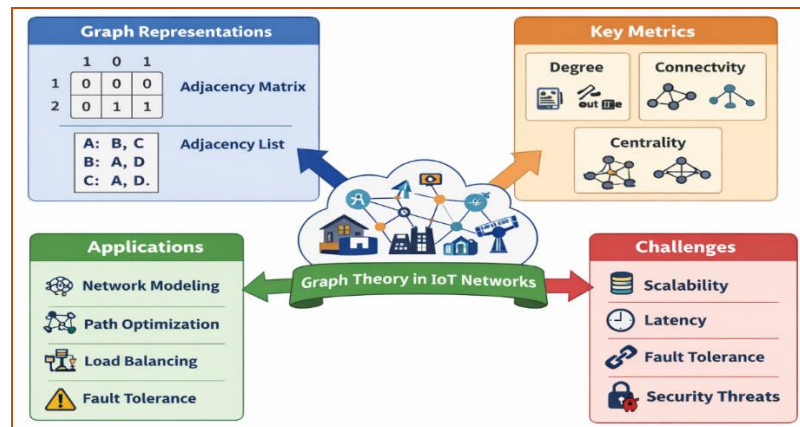 Graph Representations
1 0 1
1 0 0 0
2 0 1 1
Adjacency Matrix
A: B, C
B: A, D
C: A, D.
Adjacency List
Key Metrics
Degree
out
Connectvity
Centrality
Graph Theory in IoT Networks
Applications
Network Modeling
Path Optimization
Load Balancing
Fault Tolerance
Challenges
Scalability
Latency
Fault Tolerance
Security Threats